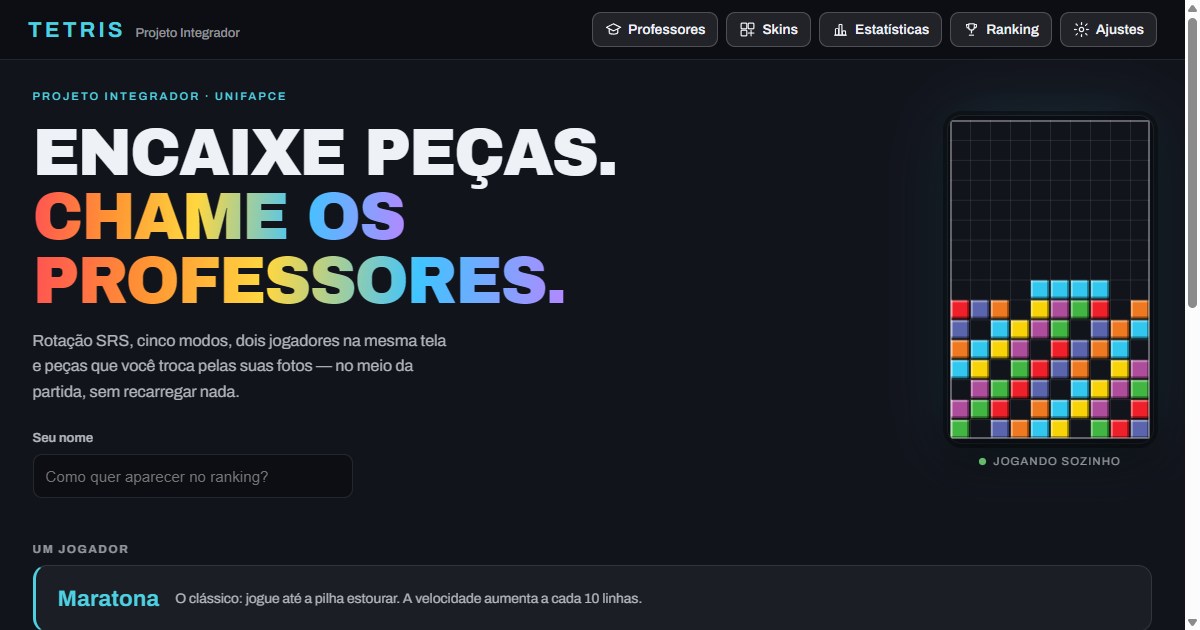 TETRIS Projeto Integrador
Professores
Skins
Estatísticas
Ranking
Ajustes
PROJETO INTEGRADOR · UNIFAPCE
ENCAIXE PEÇAS.
CHAME OS
PROFESSORES.
Rotação SRS, cinco modos, dois jogadores na mesma tela
e peças que você troca pelas suas fotos — no meio da
partida, sem recarregar nada.
Seu nome
Como quer aparecer no ranking?
JOGANDO SOZINHO
UM JOGADOR
Maratona O clássico: jogue até a pilha estourar. A velocidade aumenta a cada 10 linhas.